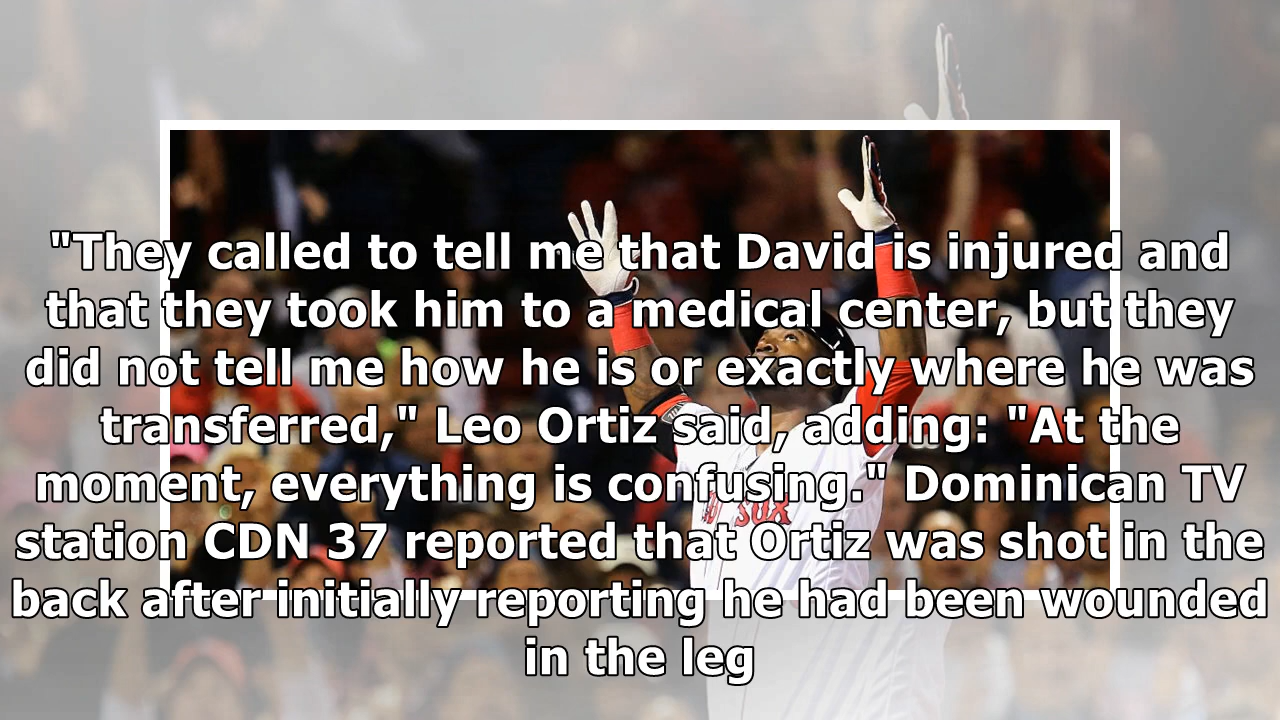 "They called to tell me that David is injured and
that they took him to a medical center, but they
did not tell me how he is or exactly where he was
transferred," Leo Ortiz said, adding: "At the
moment, everything is confusing." Dominican TV
station CDN 37 reported that Ortiz was shot in the
back after initially reporting he had been wounded
in the leg
SOX